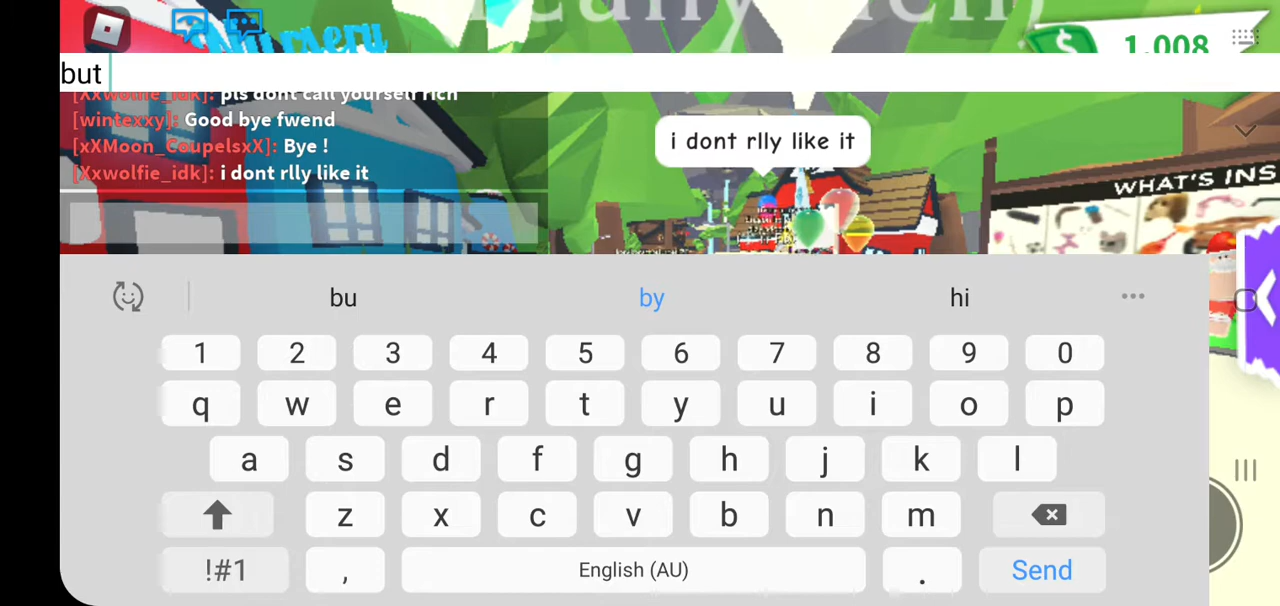 Nursery
1,008
but
[Xxwolfie_idk]: pls dont call yourself rich
[wintexxy]: Good bye fwend
[xXMoon_CoupelsxX]: Bye !
[Xxwolfie_idk]: i dont rlly like it
i dont rlly like it
WHAT'S INS
bu by hi
1 2 3 4 5 6 7 8 9 0
q w e r t y u i o p
a s d f g h j k l
z x c v b n m
!#1 , English (AU) . Send